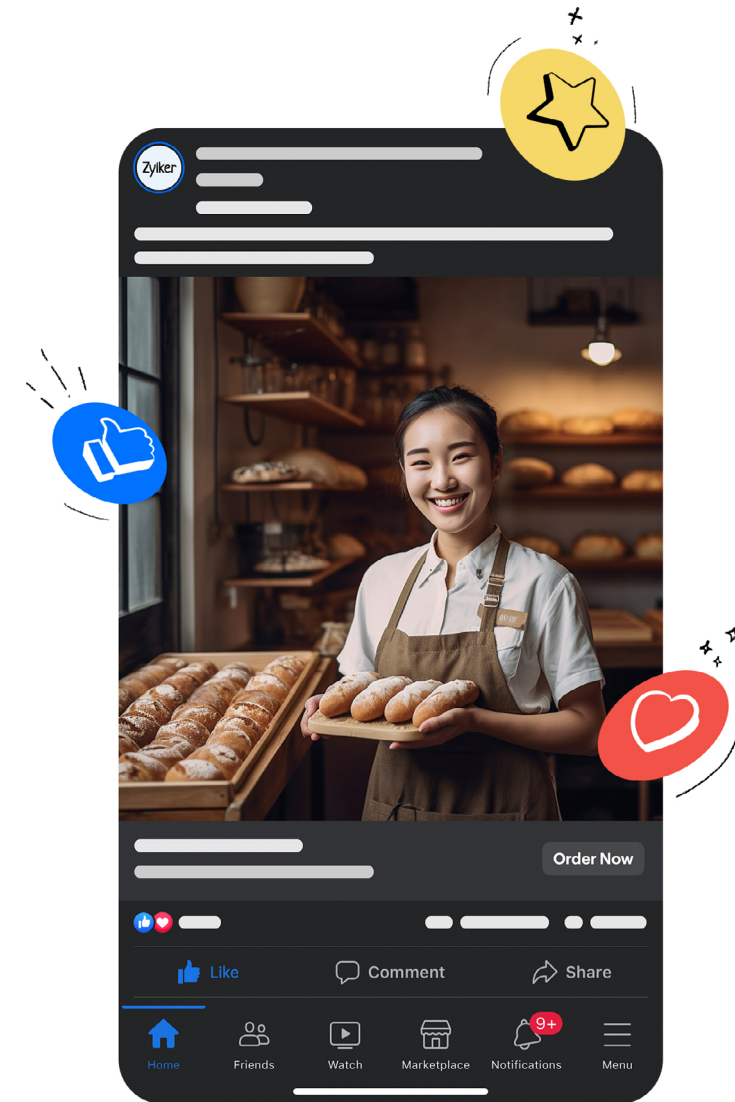 Zylker
Order Now
Like Comment Share
9+
Home Friends Watch Marketplace Notifications Menu